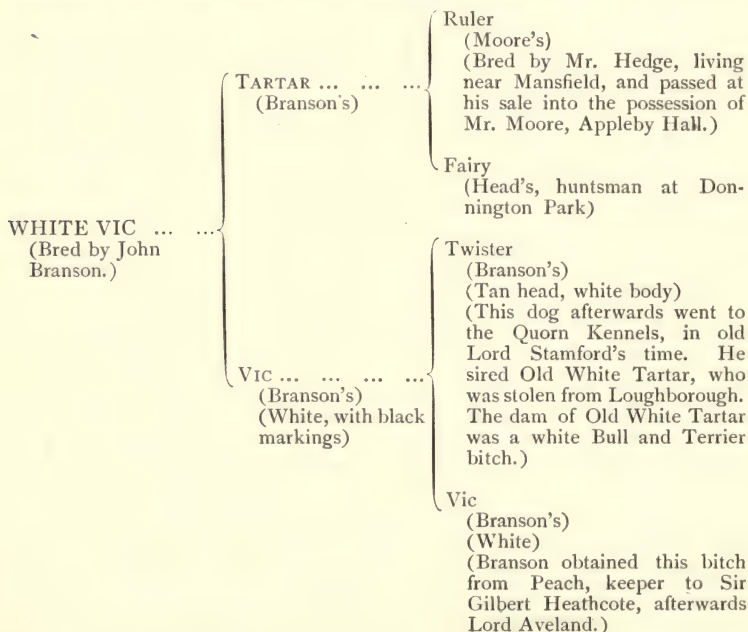 Ruler
(Moore's)
(Bred by Mr. Hedge, living
near Mansfield, and passed at
his sale into the possession of
Mr. Moore, Appleby Hall.)
TARTAR ... ... ...
(Branson's)
Fairy
(Head's, huntsman at Don-
nington Park)
WHITE VIC ... ...
(Bred by John
Branson.)
Twister
(Branson's)
(Tan head, white body)
(This dog afterwards went to
the Quorn Kennels, in old
Lord Stamford's time. He
sired Old White Tartar, who
was stolen from Loughborough.
The dam of Old White Tartar
was a white Bull and Terrier
bitch.)
VIC ... ... ... ...
(Branson's)
(White, with black
markings)
Vic
(Branson's)
(White)
(Branson obtained this bitch
from Peach, keeper to Sir
Gilbert Heathcote, afterwards
Lord Aveland.)